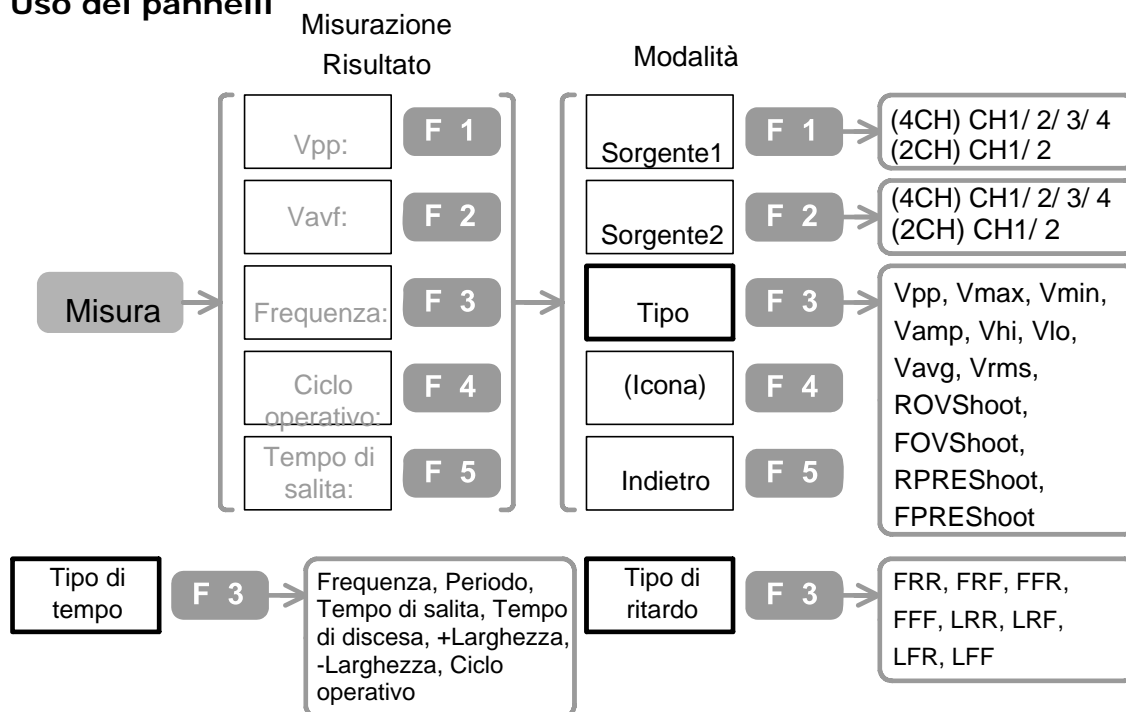 Uso dei pannelli
Misurazione
Risultato
Modalità
Misura
Vpp:
F 1
Vavf:
F 2
Frequenza:
F 3
Ciclo
operativo:
F 4
Tempo di
salita:
F 5
Sorgente1
F 1
(4CH) CH1/ 2/ 3/ 4
(2CH) CH1/ 2
Sorgente2
F 2
(4CH) CH1/ 2/ 3/ 4
(2CH) CH1/ 2
Tipo
F 3
Vpp, Vmax, Vmin,
Vamp, Vhi, Vlo,
Vavg, Vrms,
ROVShoot,
FOVShoot,
RPREShoot,
FPREShoot
(Icona)
F 4
Indietro
F 5
Tipo di
tempo
F 3
Frequenza, Periodo,
Tempo di salita, Tempo
di discesa, +Larghezza,
-Larghezza, Ciclo
operativo
Tipo di
ritardo
F 3
FRR, FRF, FFR,
FFF, LRR, LRF,
LFR, LFF